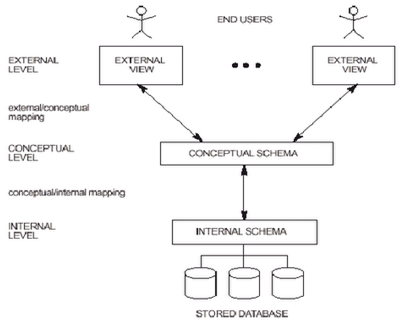 END USERS
EXTERNAL
LEVEL
EXTERNAL
VIEW
EXTERNAL
VIEW
external/conceptual
mapping
CONCEPTUAL
LEVEL
CONCEPTUAL SCHEMA
conceptual/internal mapping
INTERNAL
LEVEL
INTERNAL SCHEMA
STORED DATABASE